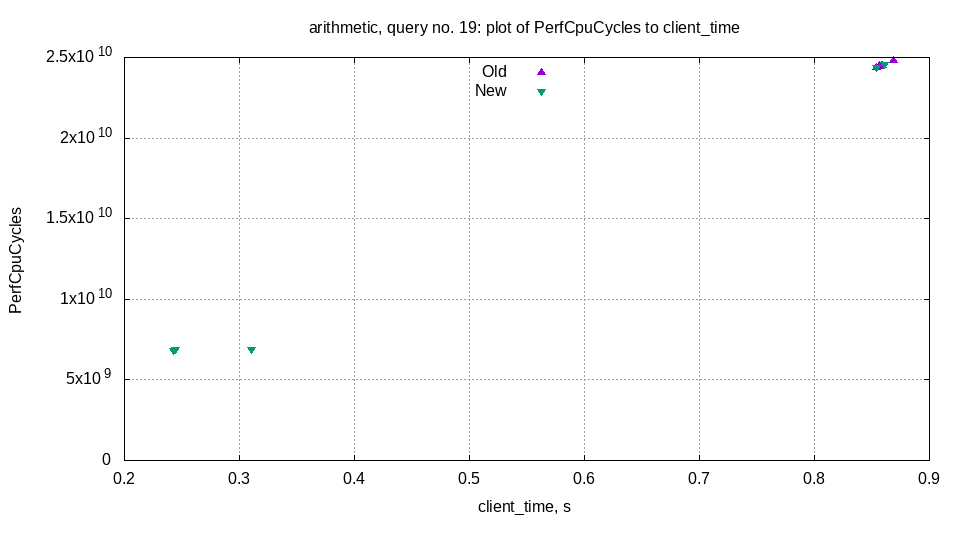 arithmetic, query no. 19: plot of PerfCpuCycles to client_time
2.5x10 10
2x10 10
1.5x10 10
1x10 10
5x10 9
0
PerfCpuCycles
Old
New
0.2 0.3 0.4 0.5 0.6 0.7 0.8 0.9
client_time, s